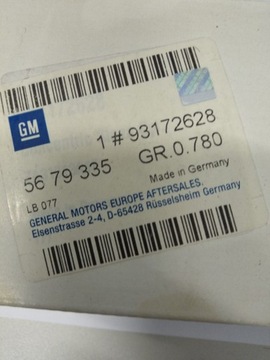 GM
1 # 93172628
56 79 335 GR.0.780
LB 077 Made in Germany
GENERAL MOTORS EUROPE AFTERSALES.
Eisenstrasse 2-4, D-65428 Rüsselsheim Germany